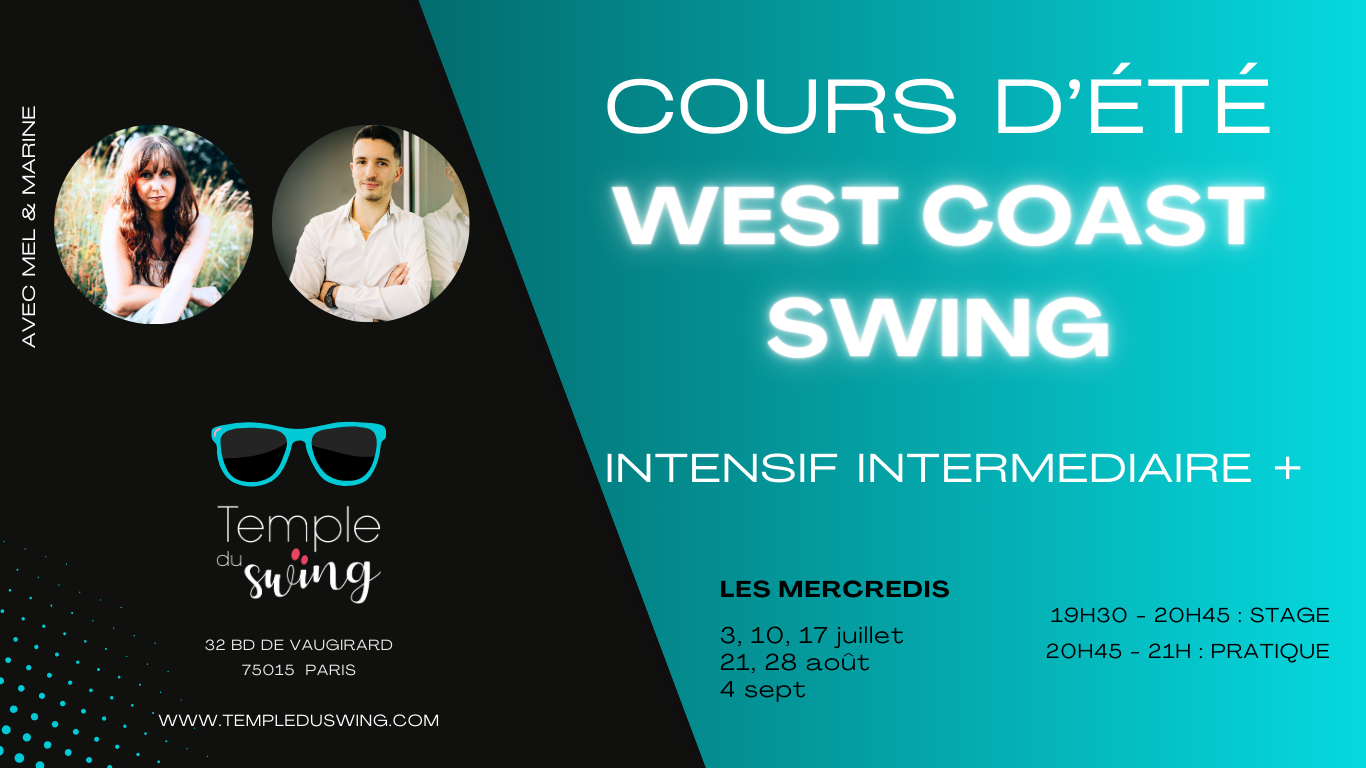 AVEC MEL & MARINE
COURS D'ÉTÉ
WEST COAST
SWING
INTENSIF INTERMEDIAIRE +
Temple
du swing
32 BD DE VAUGIRARD
75015 PARIS
WWW.TEMPLEDUSWING.COM
LES MERCREDIS
3, 10, 17 juillet
21, 28 août
4 sept
19H30 - 20H45 : STAGE
20H45 - 21H : PRATIQUE